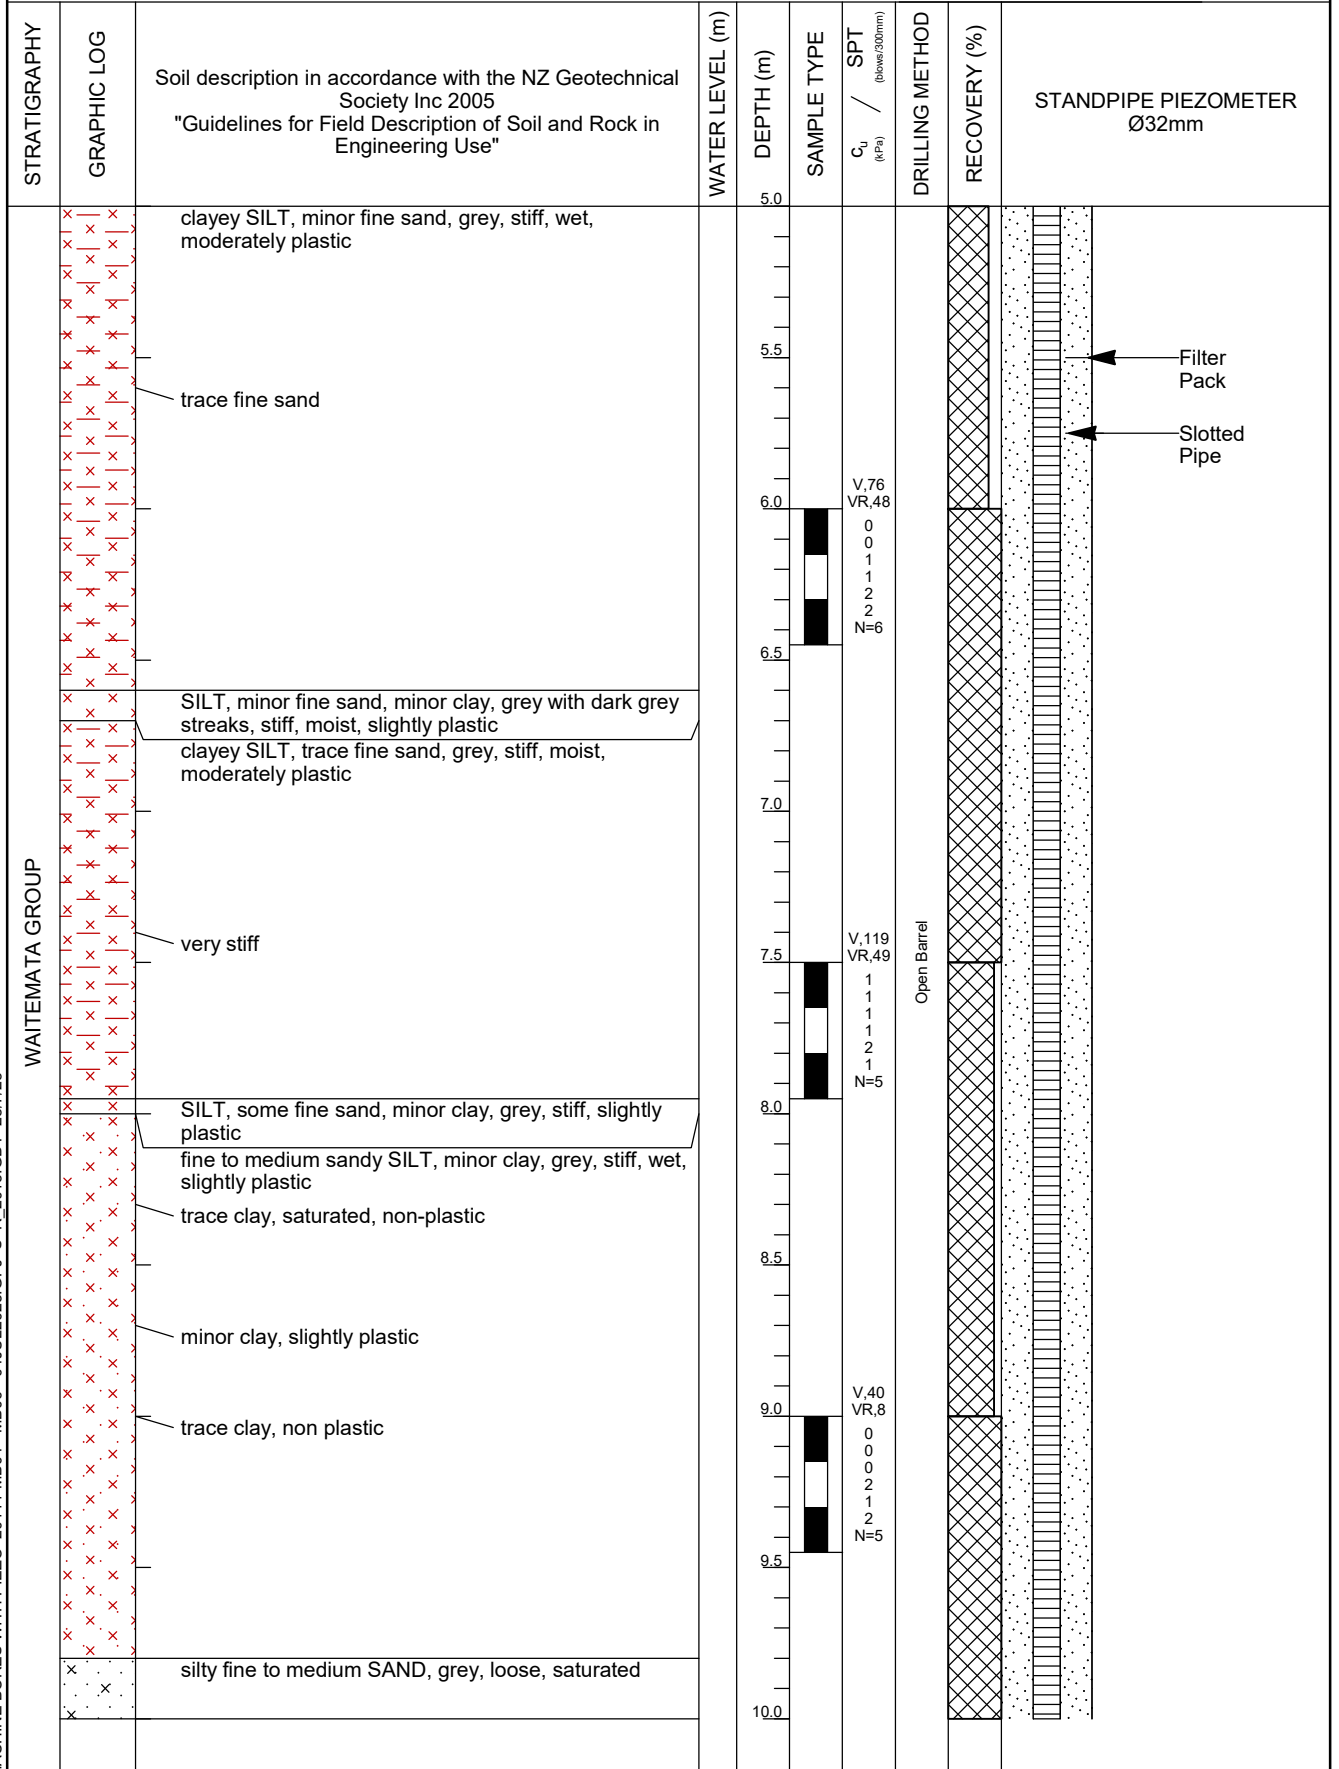 STRATIGRAPHY
GRAPHIC LOG
Soil description in accordance with the NZ Geotechnical
Society Inc 2005
"Guidelines for Field Description of Soil and Rock in
Engineering Use"
WATER LEVEL (m)
DEPTH (m)
SAMPLE TYPE
SPT (blows/300mm)
/
cu (kPa)
DRILLING METHOD
RECOVERY (%)
STANDPIPE PIEZOMETER
Ø32mm
5.0
clayey SILT, minor fine sand, grey, stiff, wet,
moderately plastic
5.5
Filter
Pack
trace fine sand
Slotted
Pipe
V,76
VR,48
6.0
0
0
1
1
2
2
N=6
6.5
SILT, minor fine sand, minor clay, grey with dark grey
streaks, stiff, moist, slightly plastic
clayey SILT, trace fine sand, grey, stiff, moist,
moderately plastic
7.0
WAITEMATA GROUP
very stiff
V,119
VR,49
7.5
1
1
1
1
2
1
N=5
Open Barrel
8.0
SILT, some fine sand, minor clay, grey, stiff, slightly
plastic
fine to medium sandy SILT, minor clay, grey, stiff, wet,
slightly plastic
trace clay, saturated, non-plastic
8.5
minor clay, slightly plastic
V,40
VR,8
9.0
trace clay, non plastic
0
0
0
2
1
2
N=5
9.5
silty fine to medium SAND, grey, loose, saturated
10.0